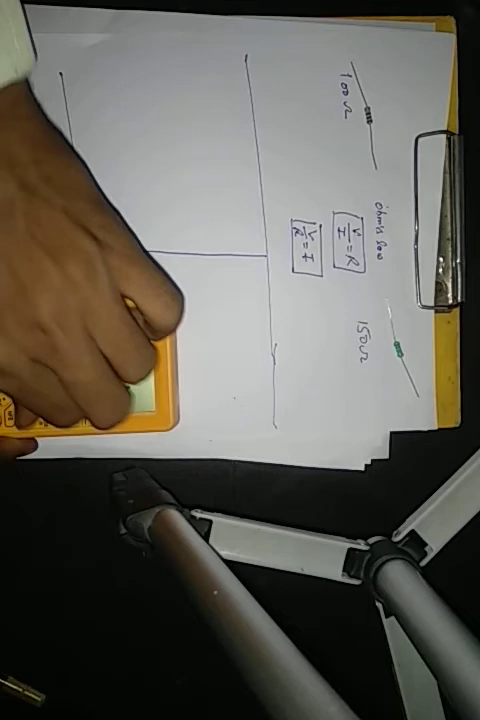 ohms law
100Ω
150Ω
V/I = R
V/R = I